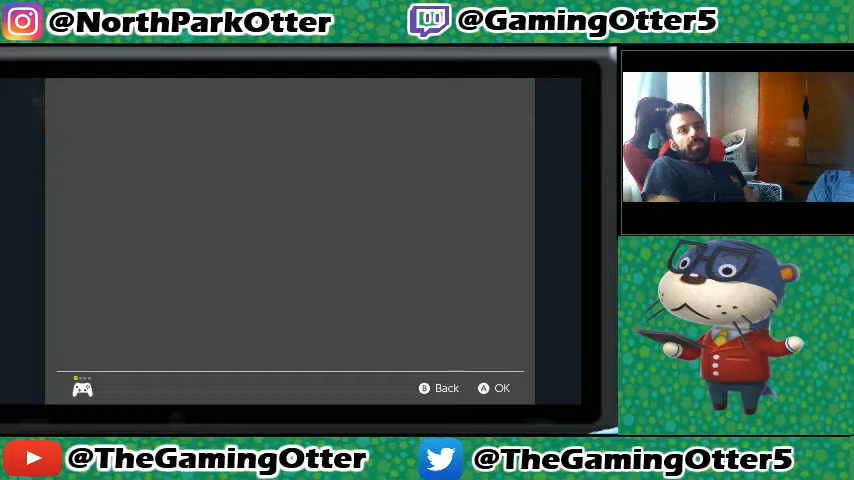 @NorthParkOtter
@GamingOtter5
B Back A OK
@TheGamingOtter
@TheGamingOtter5